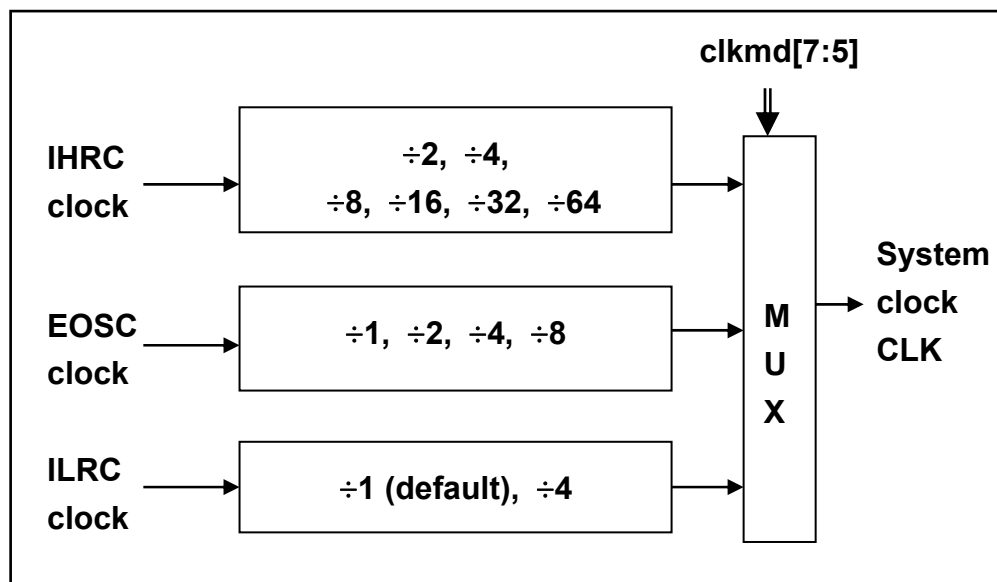 clkmd[7:5]
IHRC
clock
÷2, ÷4,
÷8, ÷16, ÷32, ÷64
EOSC
clock
÷1, ÷2, ÷4, ÷8
ILRC
clock
÷1 (default), ÷4
M
U
X
System
clock
CLK